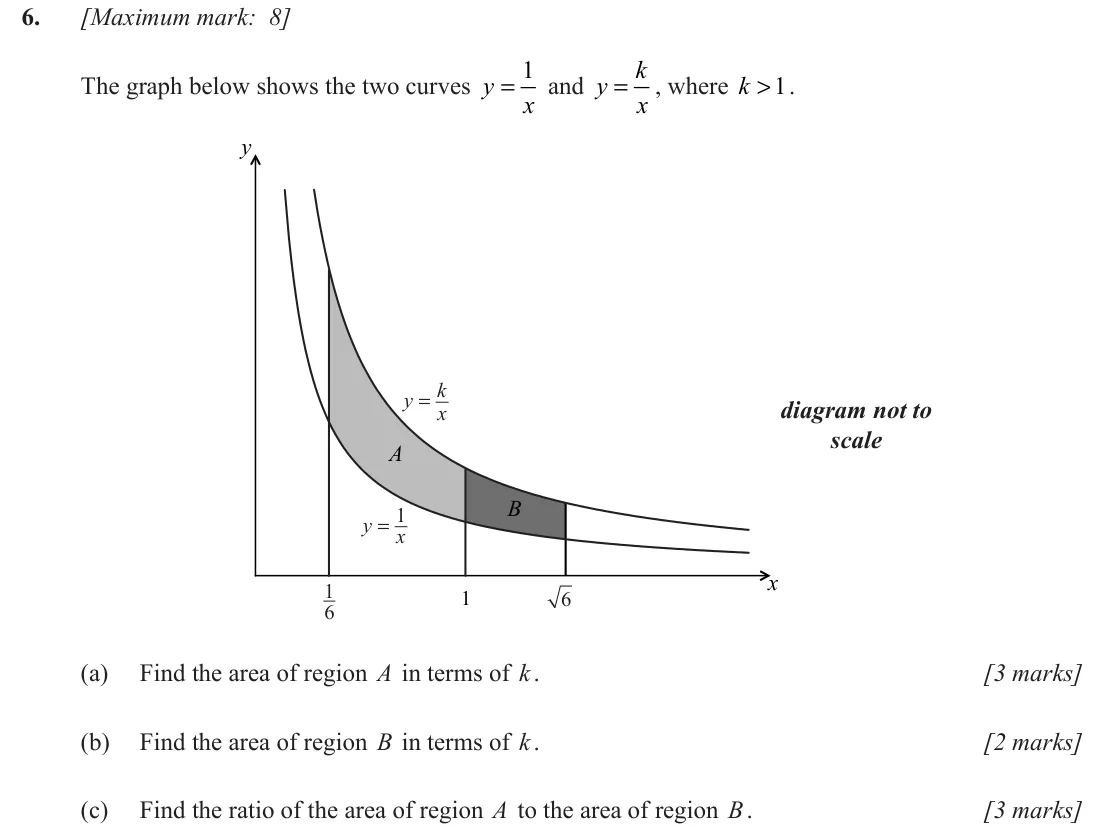 6. [Maximum mark: 8]
The graph below shows the two curves y = 1/x and y = k/x, where k > 1.
y
y = k/x
diagram not to
scale
A
B
y = 1/x
x
1/6 1 √6
(a) Find the area of region A in terms of k. [3 marks]
(b) Find the area of region B in terms of k. [2 marks]
(c) Find the ratio of the area of region A to the area of region B. [3 marks]